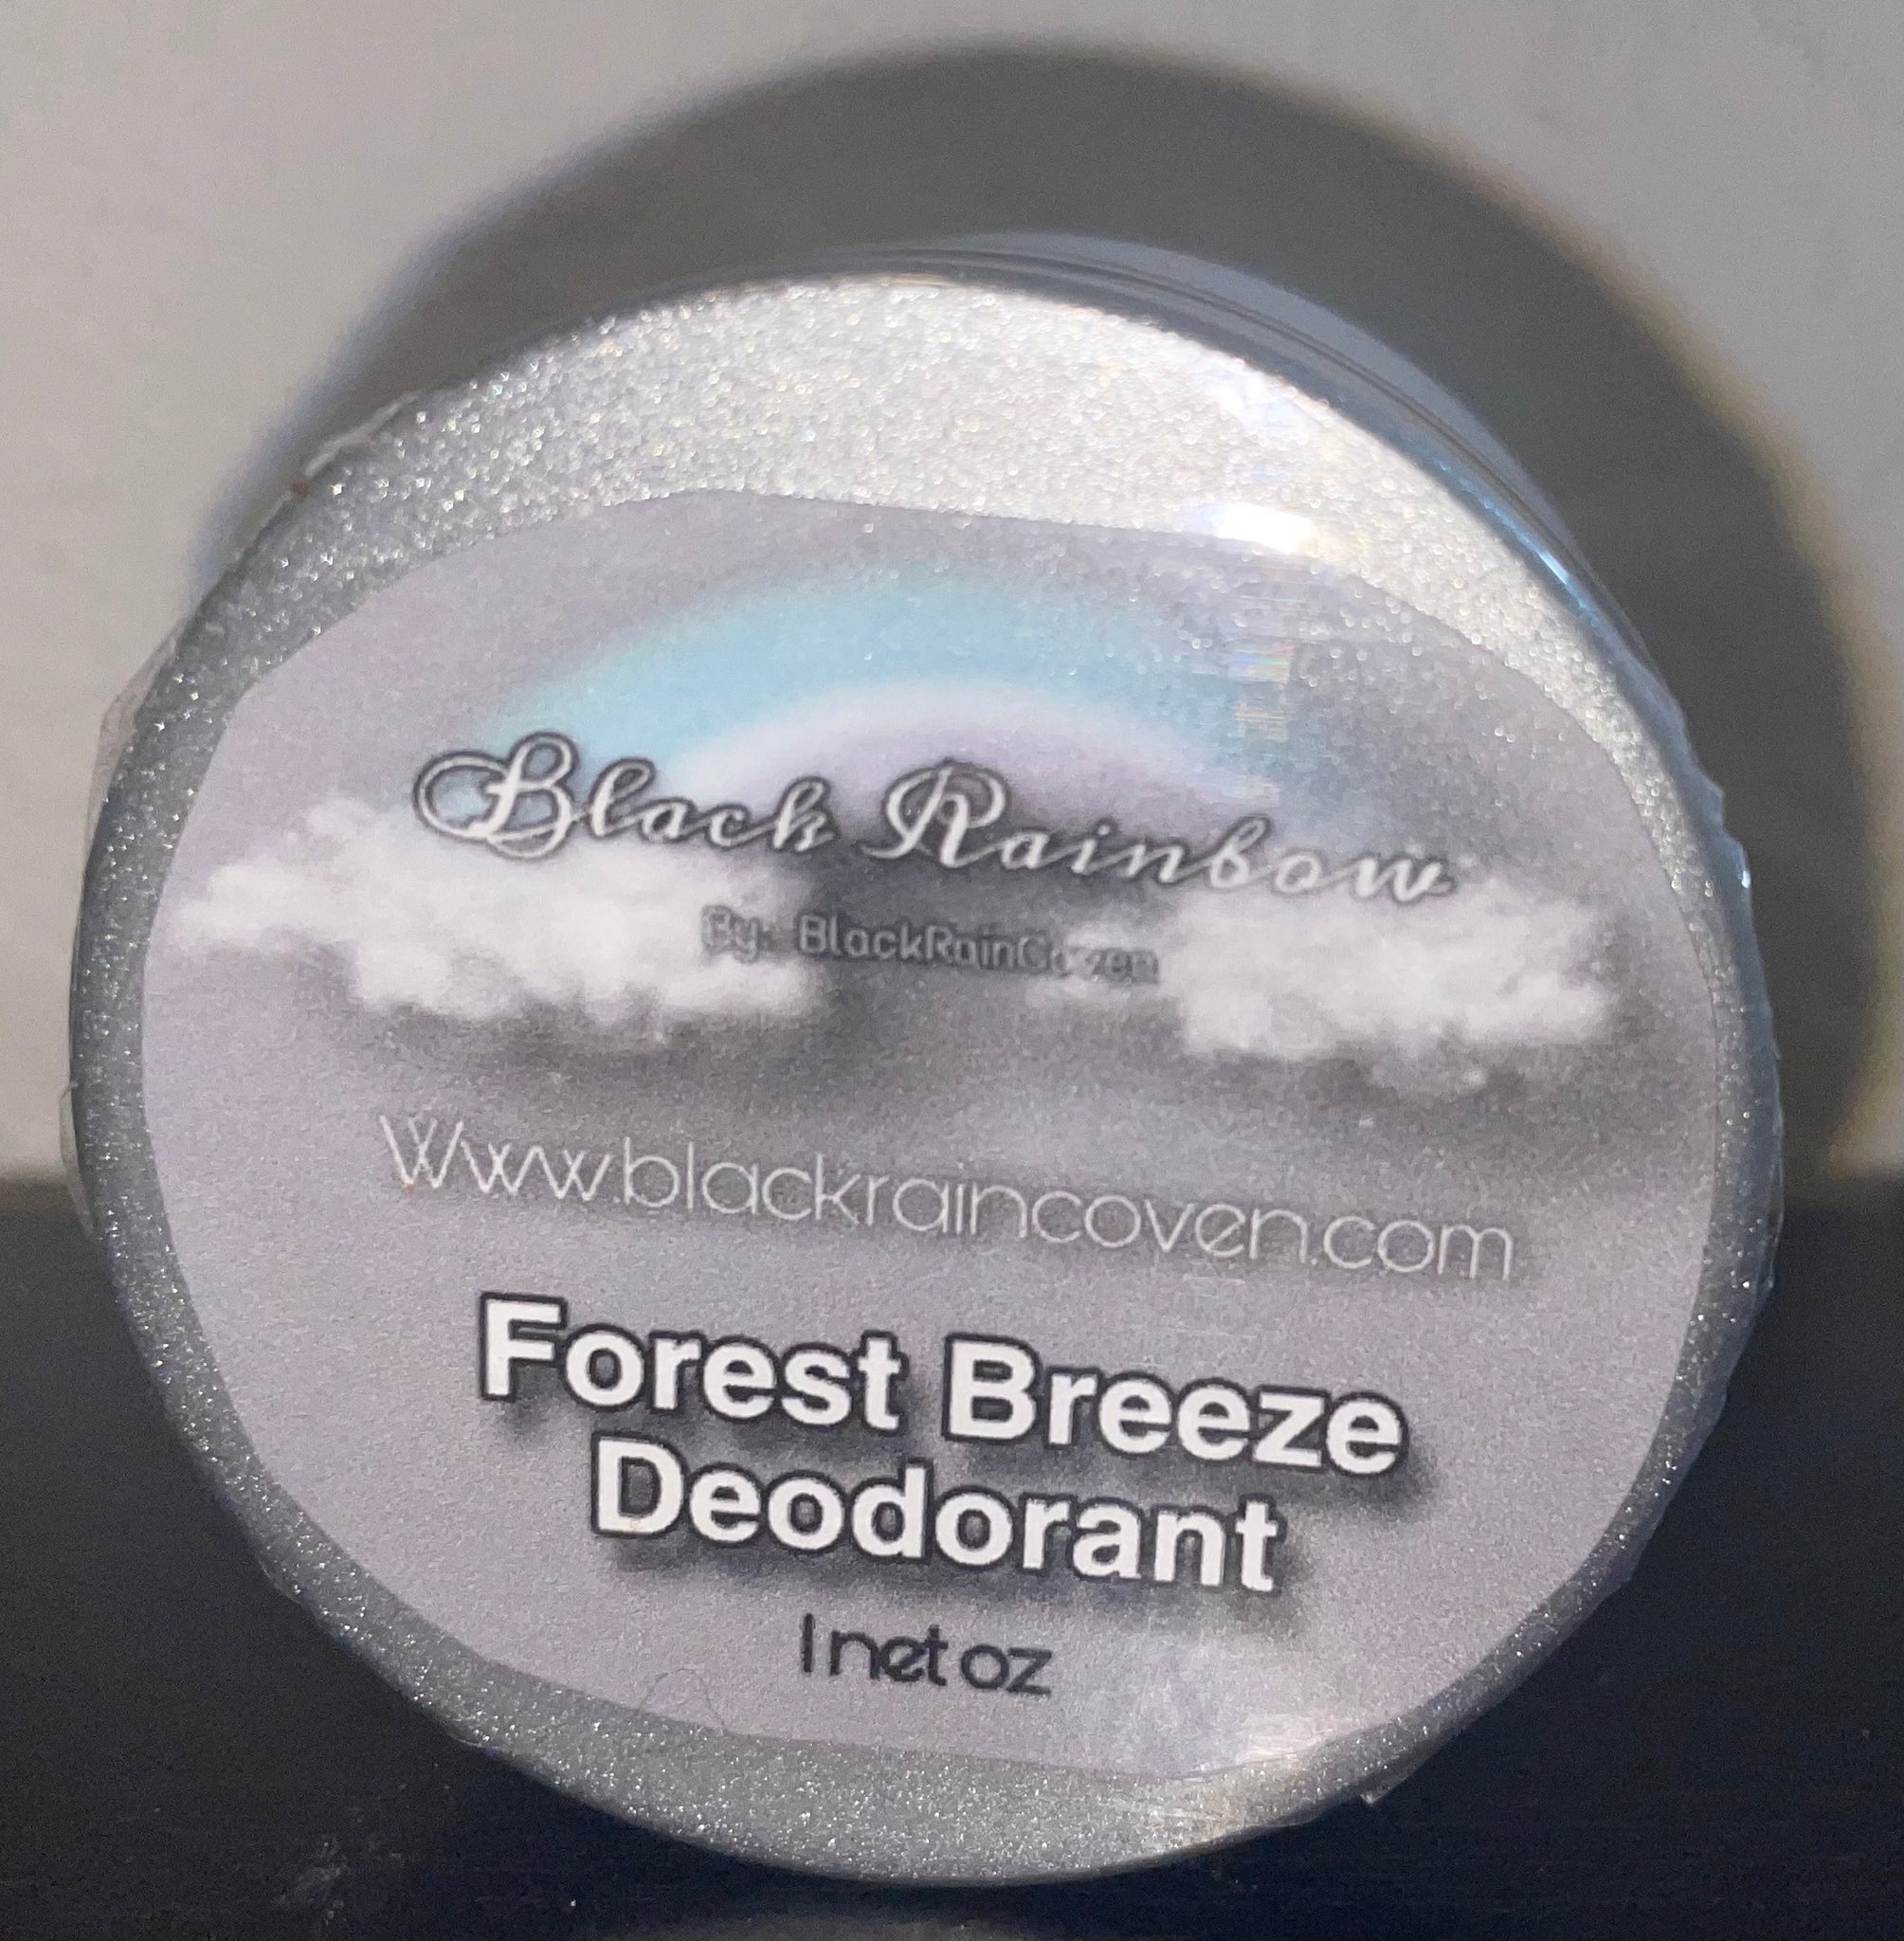 Black Rainbow
By: BlackRainCoven
Www.blackraincoven.com
Forest Breeze
Deodorant
1 net oz